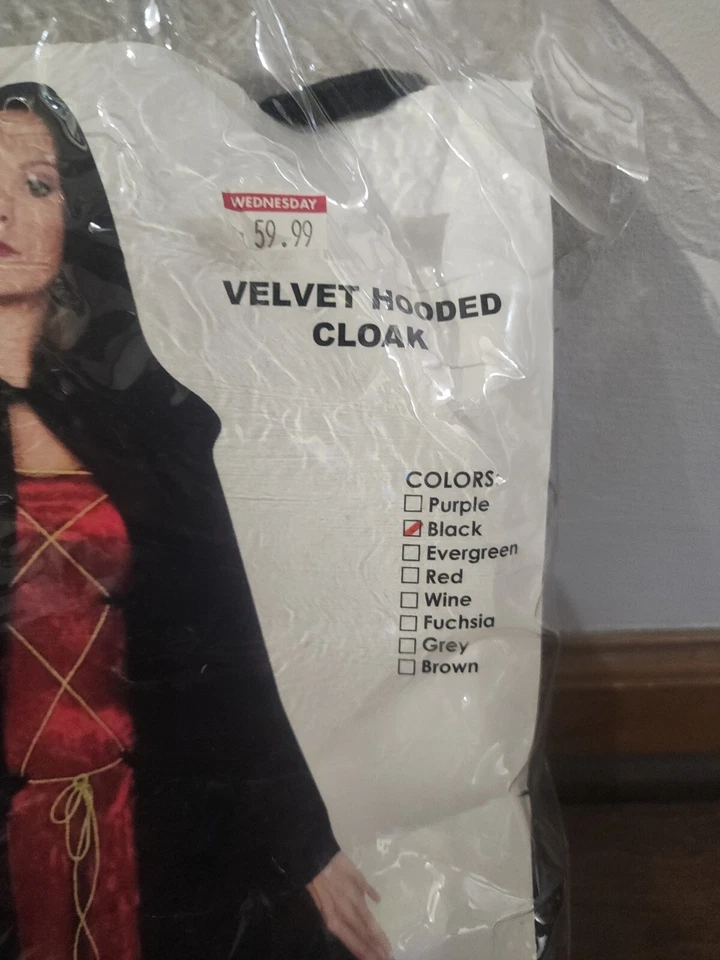 WEDNESDAY
59.99
VELVET HOODED
CLOAK
COLORS:
Purple
Black
Evergreen
Red
Wine
Fuchsia
Grey
Brown